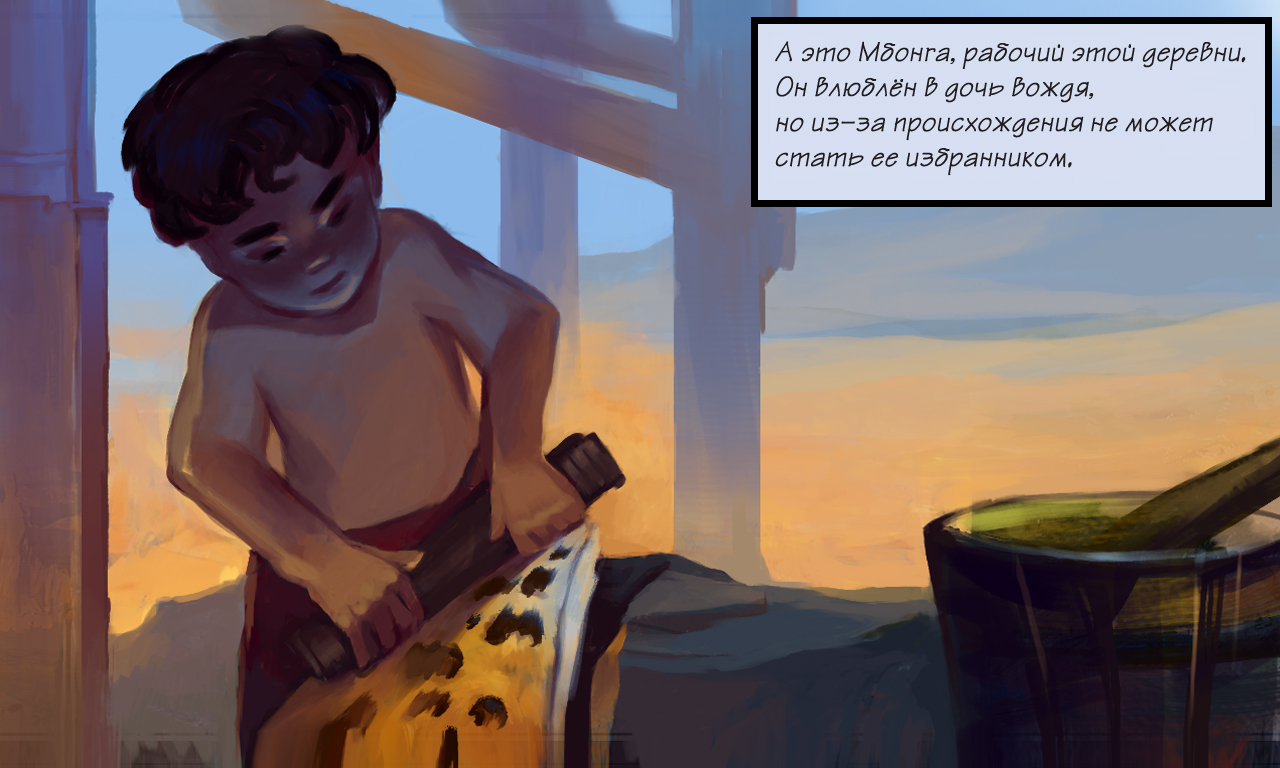 А это Мбонга, рабочий этой деревни.
Он влюблён в дочь вождя,
но из-за происхождения не может
стать ее избранником.